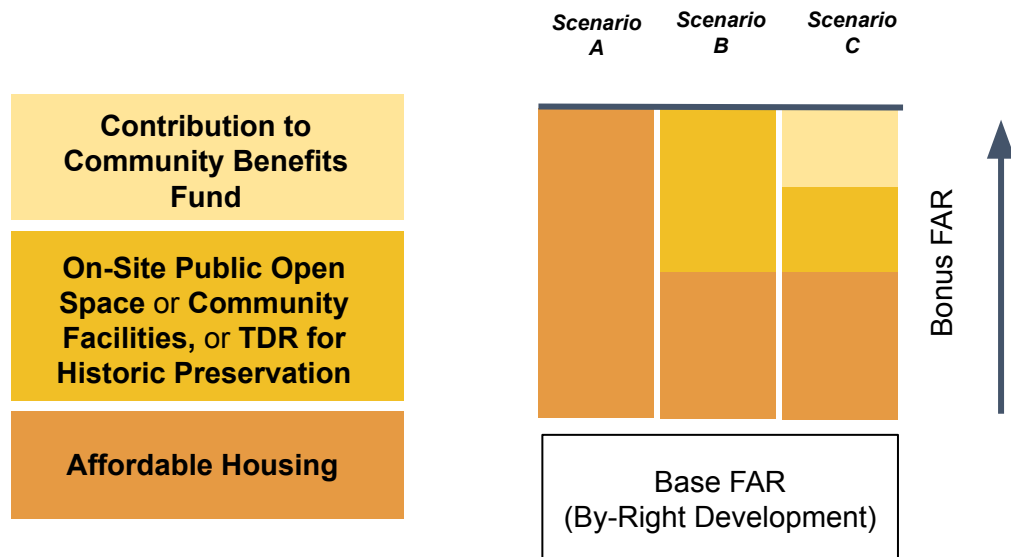 Scenario
A
Scenario
B
Scenario
C
Contribution to
Community Benefits
Fund
On-Site Public Open
Space or Community
Facilities, or TDR for
Historic Preservation
Affordable Housing
Bonus FAR
Base FAR
(By-Right Development)